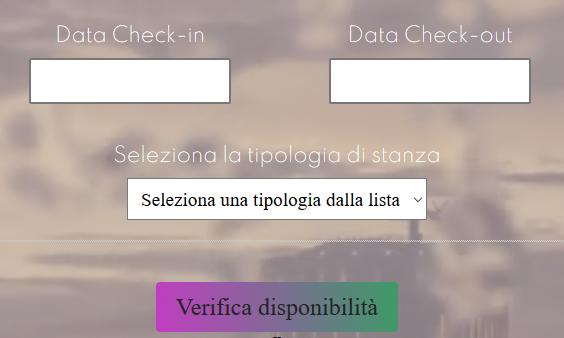 Data Check-in Data Check-out
Seleziona la tipologia di stanza
Seleziona una tipologia dalla lista
Verifica disponibilità